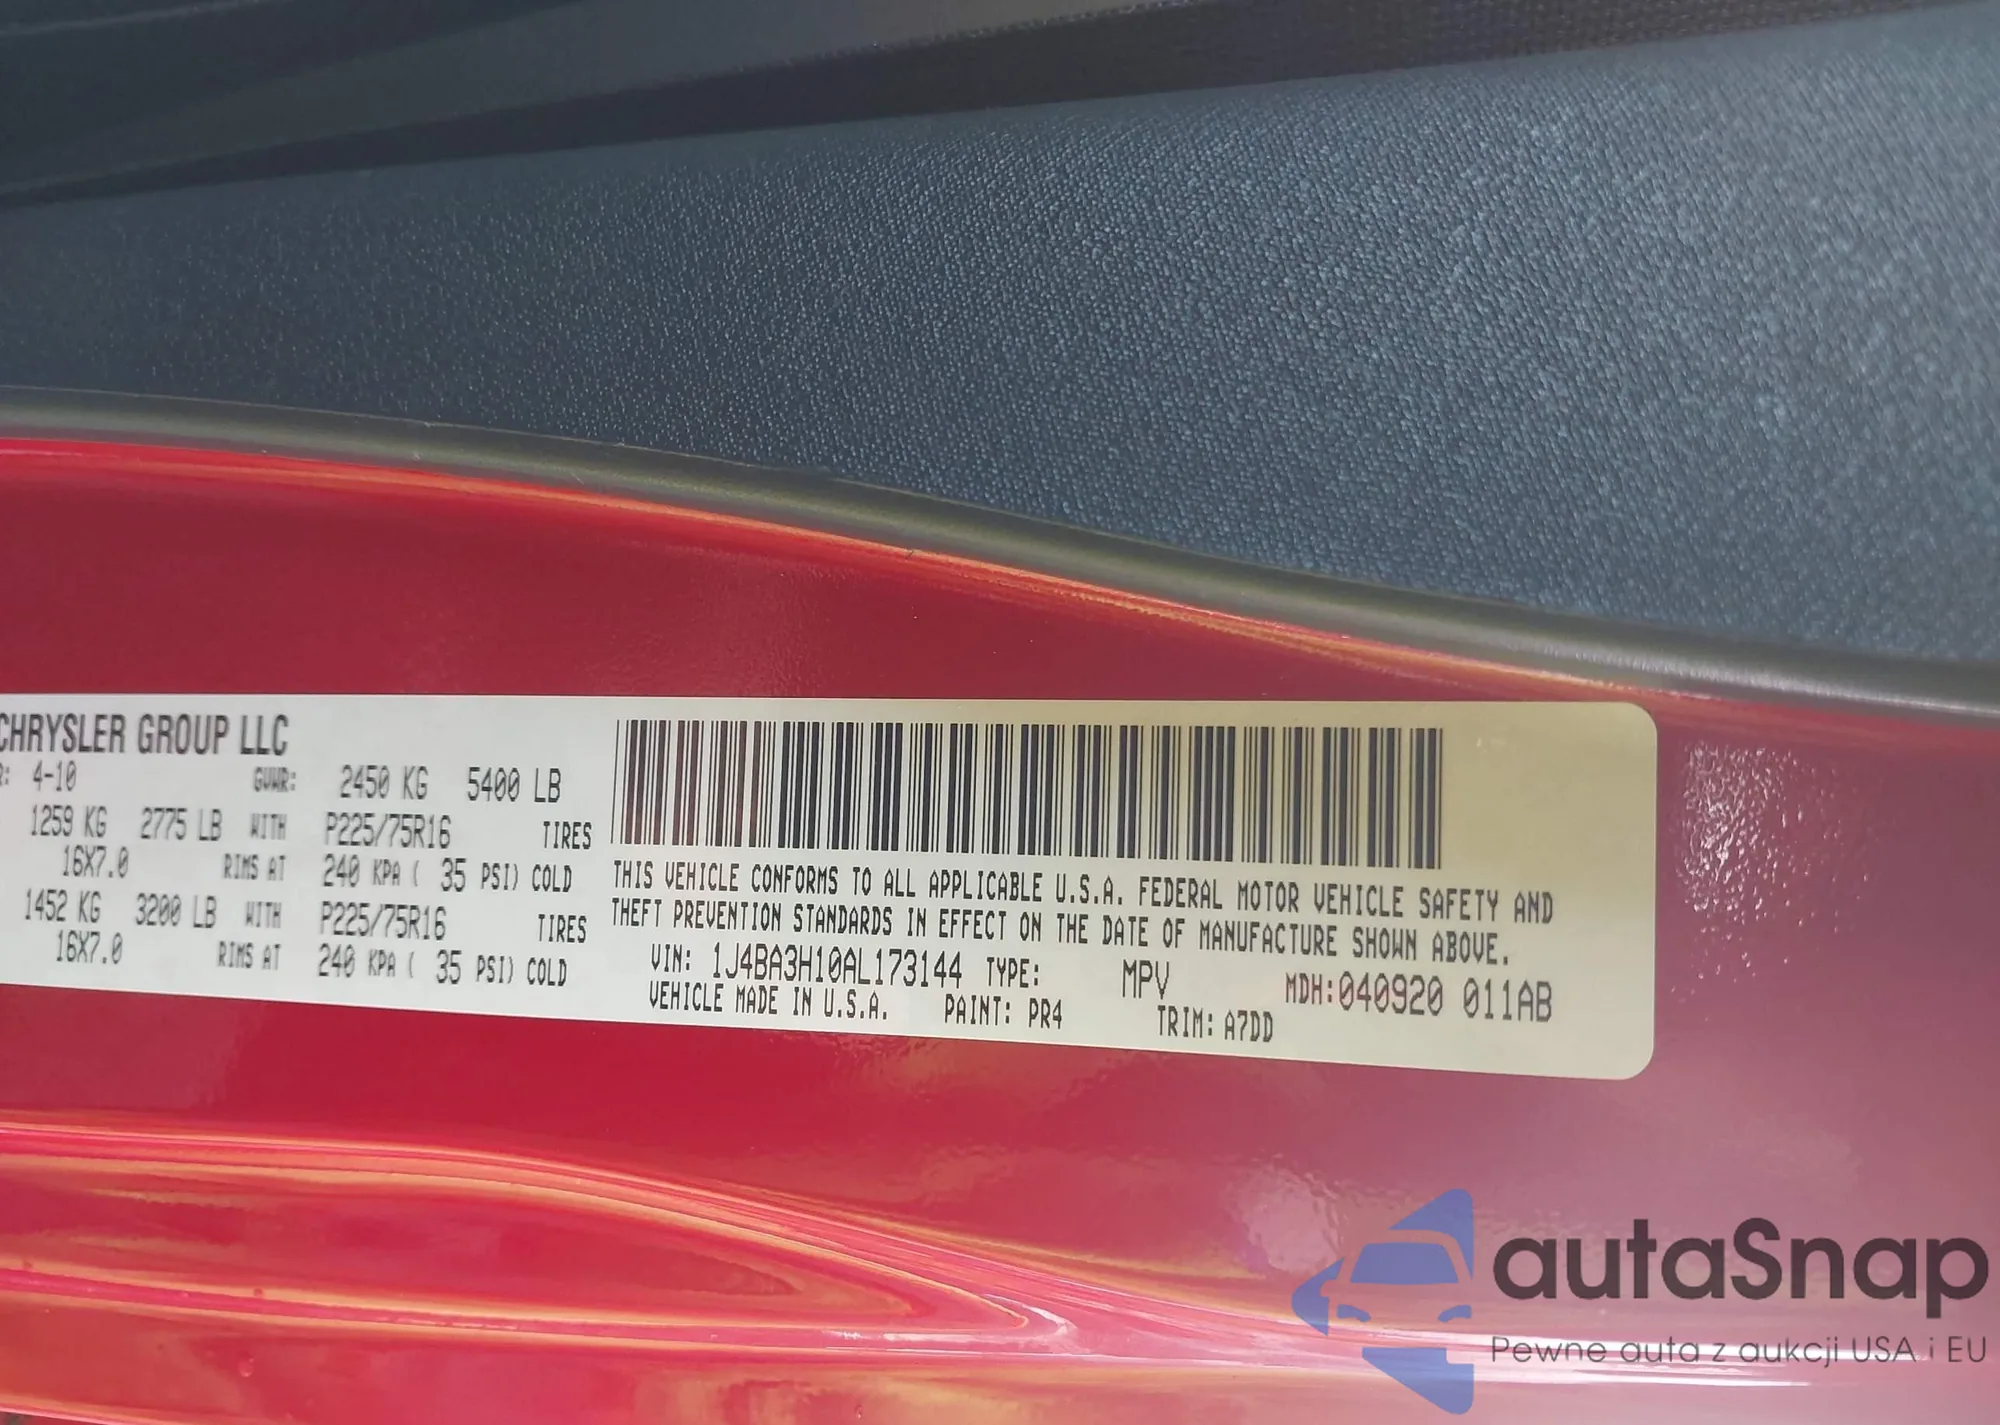 CHRYSLER GROUP LLC
R: 4-10 GVWR: 2450 KG 5400 LB
1259 KG 2775 LB WITH P225/75R16 TIRES
16X7.0 RIMS AT 240 KPA ( 35 PSI) COLD
1452 KG 3200 LB WITH P225/75R16 TIRES
16X7.0 RIMS AT 240 KPA ( 35 PSI) COLD
THIS VEHICLE CONFORMS TO ALL APPLICABLE U.S.A. FEDERAL MOTOR VEHICLE SAFETY AND
THEFT PREVENTION STANDARDS IN EFFECT ON THE DATE OF MANUFACTURE SHOWN ABOVE.
VIN: 1J4BA3H10AL173144 TYPE: MPV MDH:040920 011AB
VEHICLE MADE IN U.S.A. PAINT: PR4 TRIM: A7DD
autaSnap
Pewne auta z aukcji USA i EU